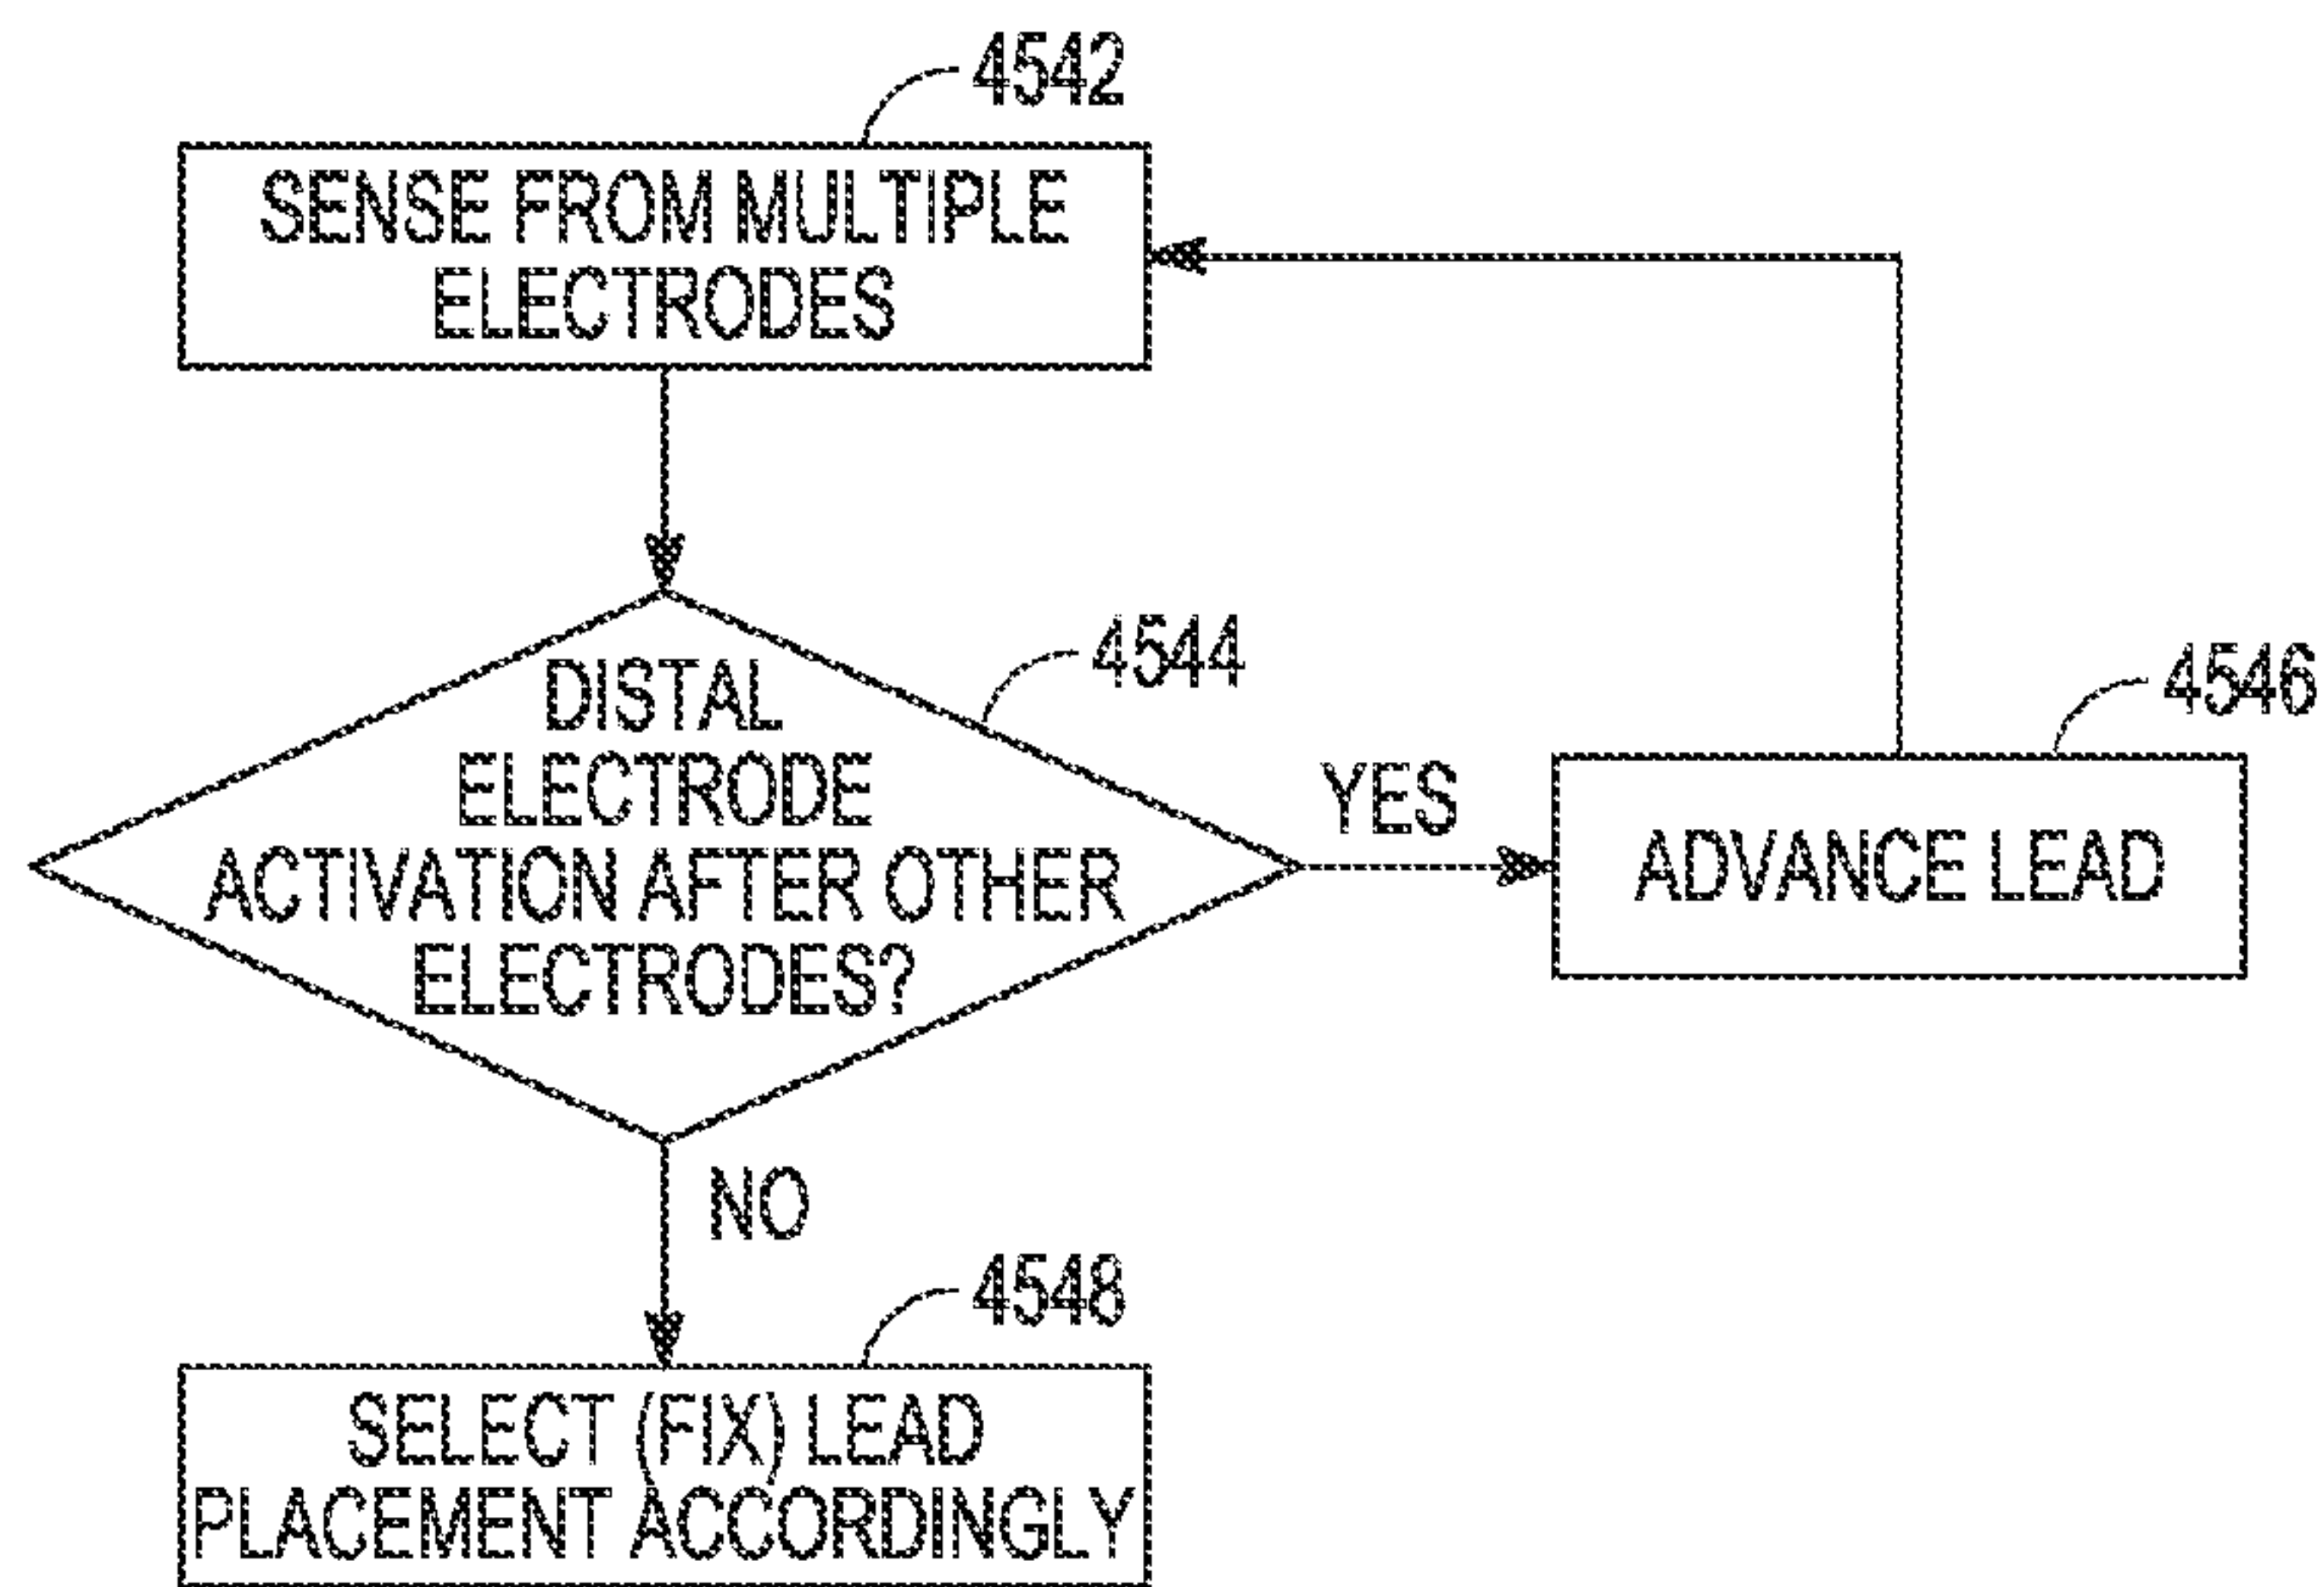 4542
SENSE FROM MULTIPLE
ELECTRODES
4544
DISTAL
ELECTRODE
ACTIVATION AFTER OTHER
ELECTRODES?
YES
4546
ADVANCE LEAD
NO
4548
SELECT (FIX) LEAD
PLACEMENT ACCORDINGLY